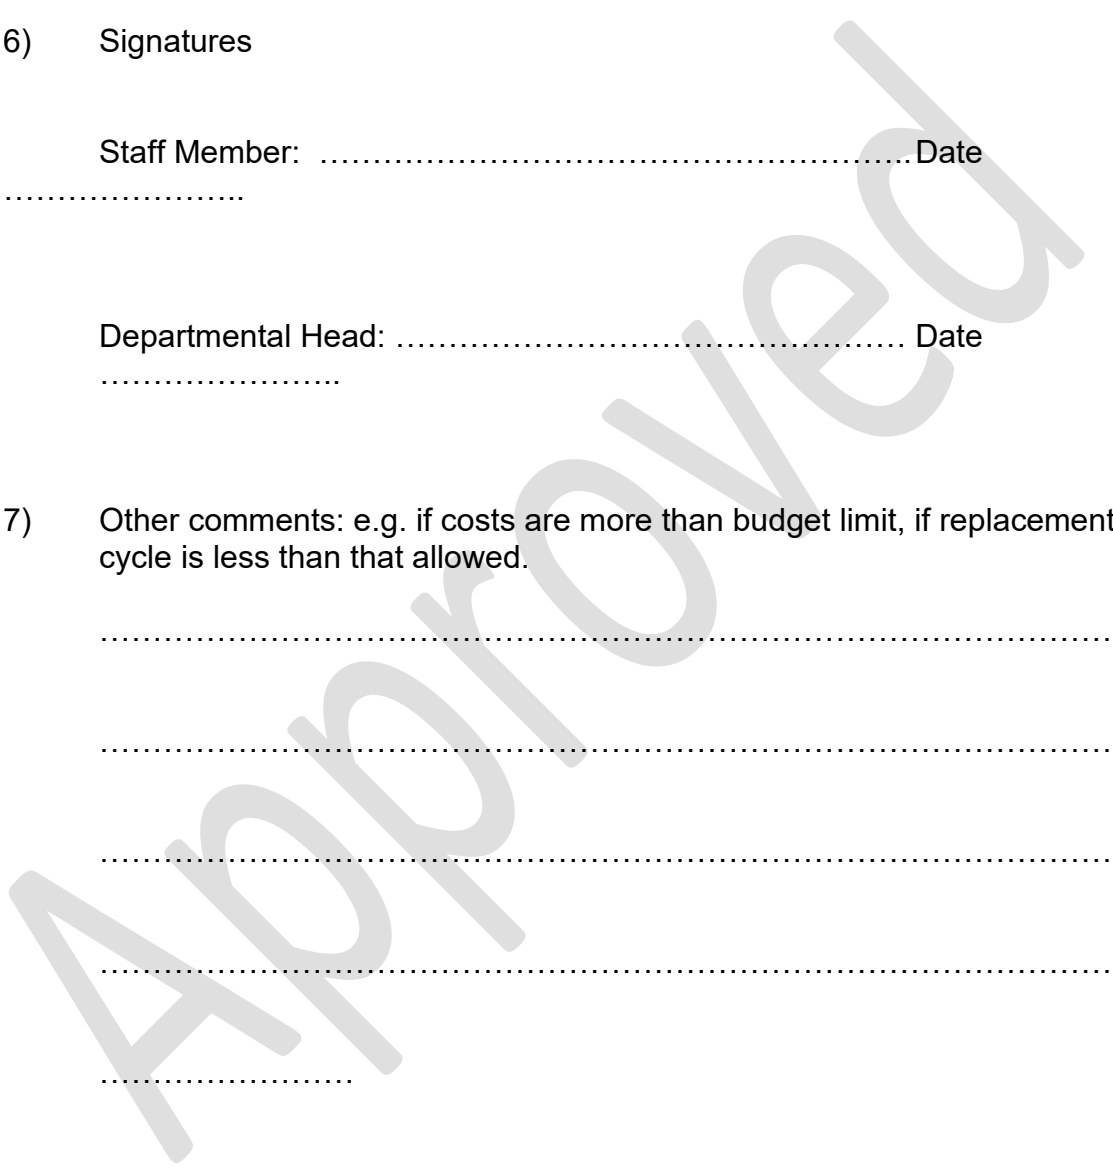 6) Signatures
Staff Member: ……………………………………………….. Date
…………………..
Departmental Head: ………………………………………… Date
…………………..
7) Other comments: e.g. if costs are more than budget limit, if replacement
cycle is less than that allowed.
……………………………………………………………………………………
……………………………………………………………………………………
……………………………………………………………………………………
……………………………………………………………………………………
……………………
Approved